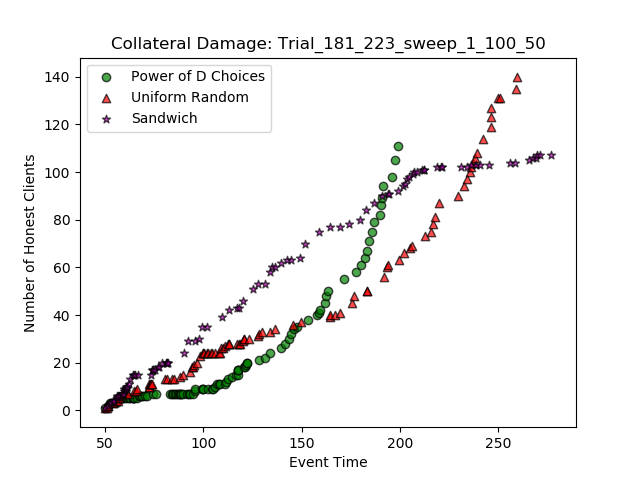 Collateral Damage: Trial_181_223_sweep_1_100_50
Power of D Choices
Uniform Random
Sandwich
Number of Honest Clients
140
120
100
80
60
40
20
0
50
100
150
200
250
Event Time